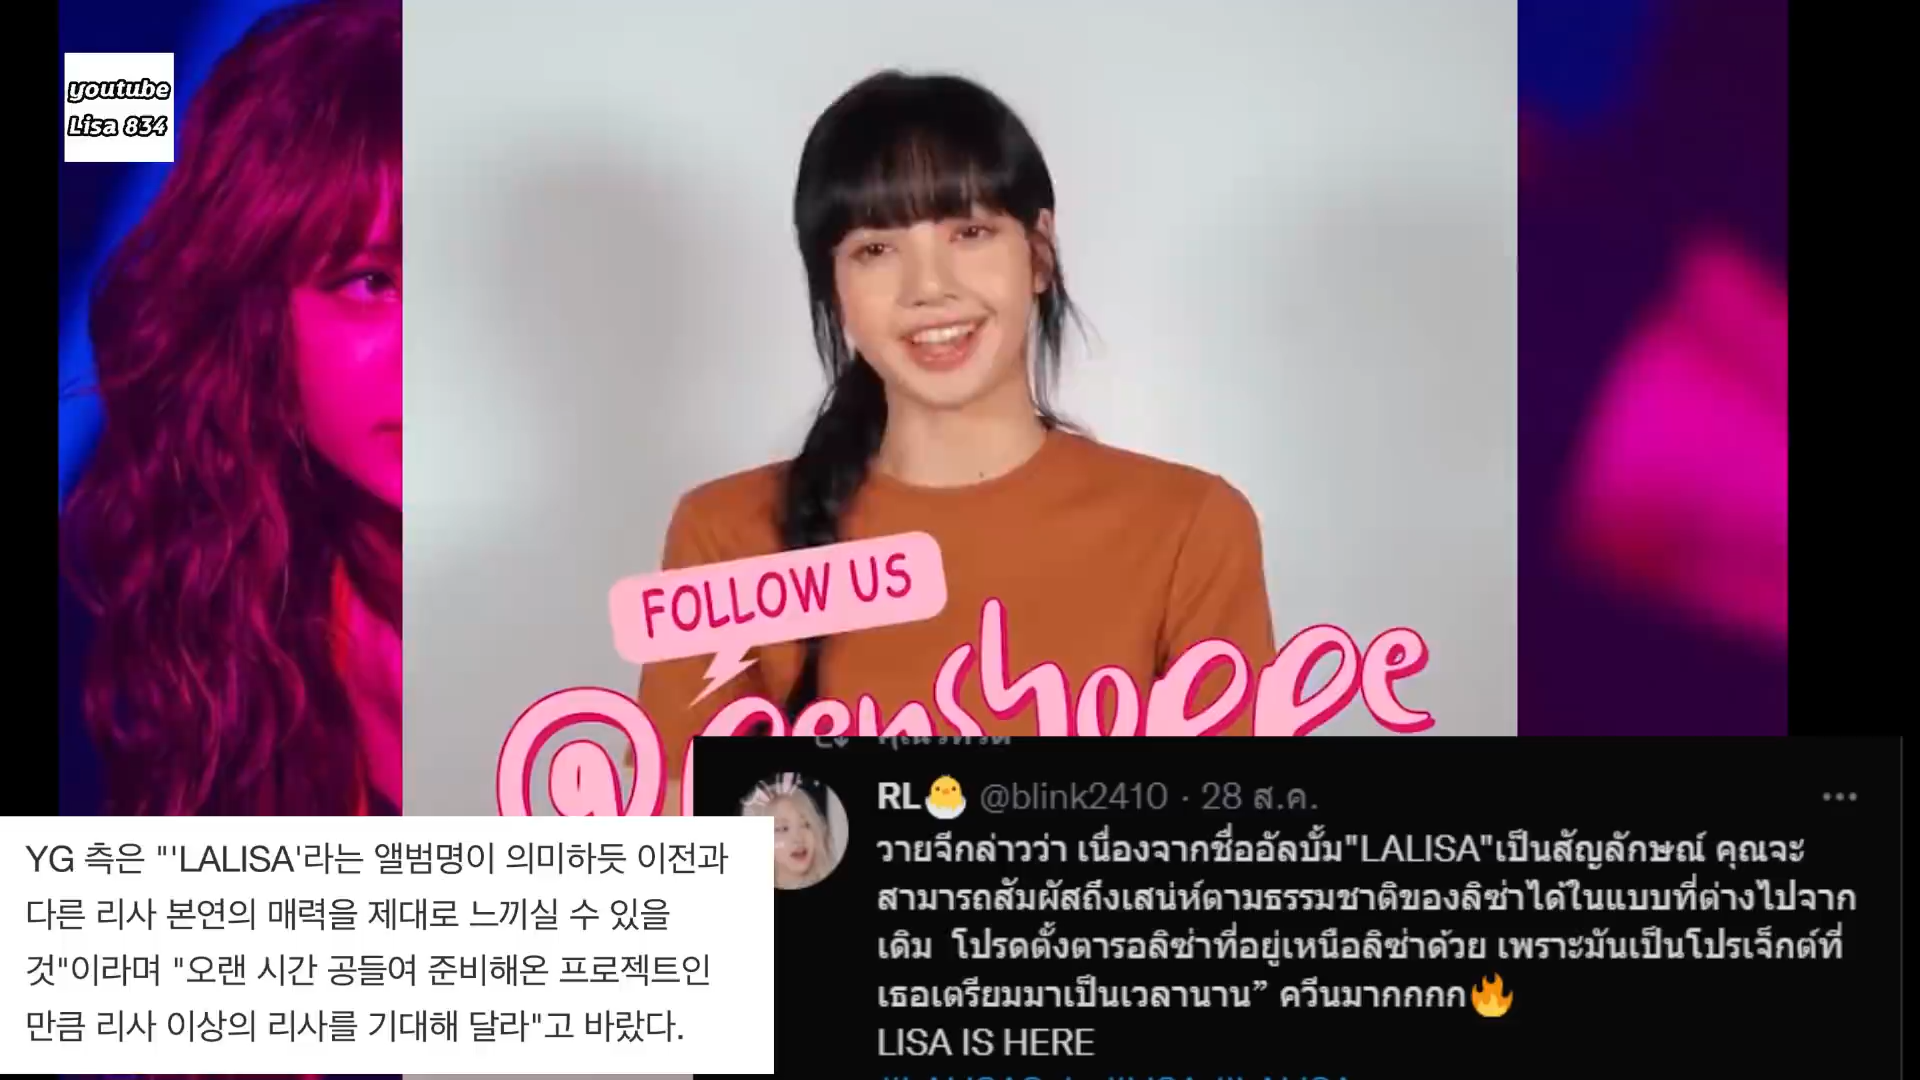 youtube
Lisa 834
FOLLOW US
@penshoppe
RL🐣 @blink2410 · 28 ส.ค.
วายจีกล่าวว่า เนื่องจากชื่ออัลบั้ม"LALISA"เป็นสัญลักษณ์ คุณจะ
สามารถสัมผัสถึงเสน่ห์ตามธรรมชาติของลิซ่าได้ในแบบที่ต่างไปจาก
เดิม โปรดตั้งตารอลิซ่าที่อยู่เหนือลิซ่าด้วย เพราะมันเป็นโปรเจ็กต์ที่
เธอเตรียมมาเป็นเวลานาน” ควีนมากกกก🔥
LISA IS HERE
YG 측은 "'LALISA'라는 앨범명이 의미하듯 이전과
다른 리사 본연의 매력을 제대로 느끼실 수 있을
것"이라며 "오랜 시간 공들여 준비해온 프로젝트인
만큼 리사 이상의 리사를 기대해 달라"고 바랐다.